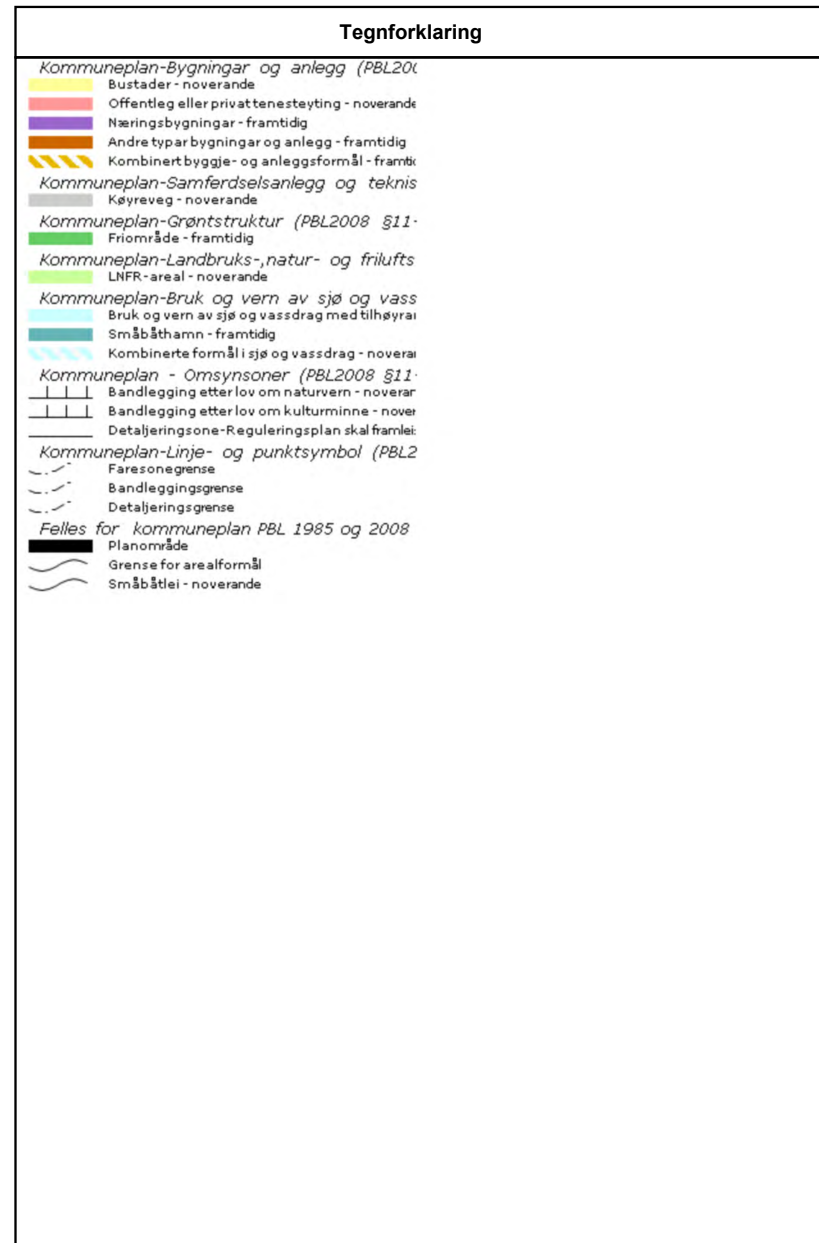 Tegnforklaring
Kommuneplan-Bygningar og anlegg (PBL200
Bustader - noverande
Offentleg eller privat tenesteyting - noverande
Næringsbygningar - framtidig
Andre typar bygningar og anlegg - framtidig
Kombinert byggje- og anleggsformål - framtid
Kommuneplan-Samferdselsanlegg og teknis
Køyreveg - noverande
Kommuneplan-Grøntstruktur (PBL2008 §11-
Friområde - framtidig
Kommuneplan-Landbruks-,natur- og frilufts
LNFR-areal - noverande
Kommuneplan-Bruk og vern av sjø og vass
Bruk og vern av sjø og vassdrag med tilhøyrar
Småbåthamn - framtidig
Kombinerte formål i sjø og vassdrag - noverar
Kommuneplan - Omsynsoner (PBL2008 §11-
Bandlegging etter lov om naturvern - noverar
Bandlegging etter lov om kulturminne - nover
Detaljeringsone-Reguleringsplan skal framleis
Kommuneplan-Linje- og punktsymbol (PBL2
Faresonegrense
Bandleggingsgrense
Detaljeringsgrense
Felles for kommuneplan PBL 1985 og 2008
Planområde
Grense for arealformål
Småbåtlei - noverande